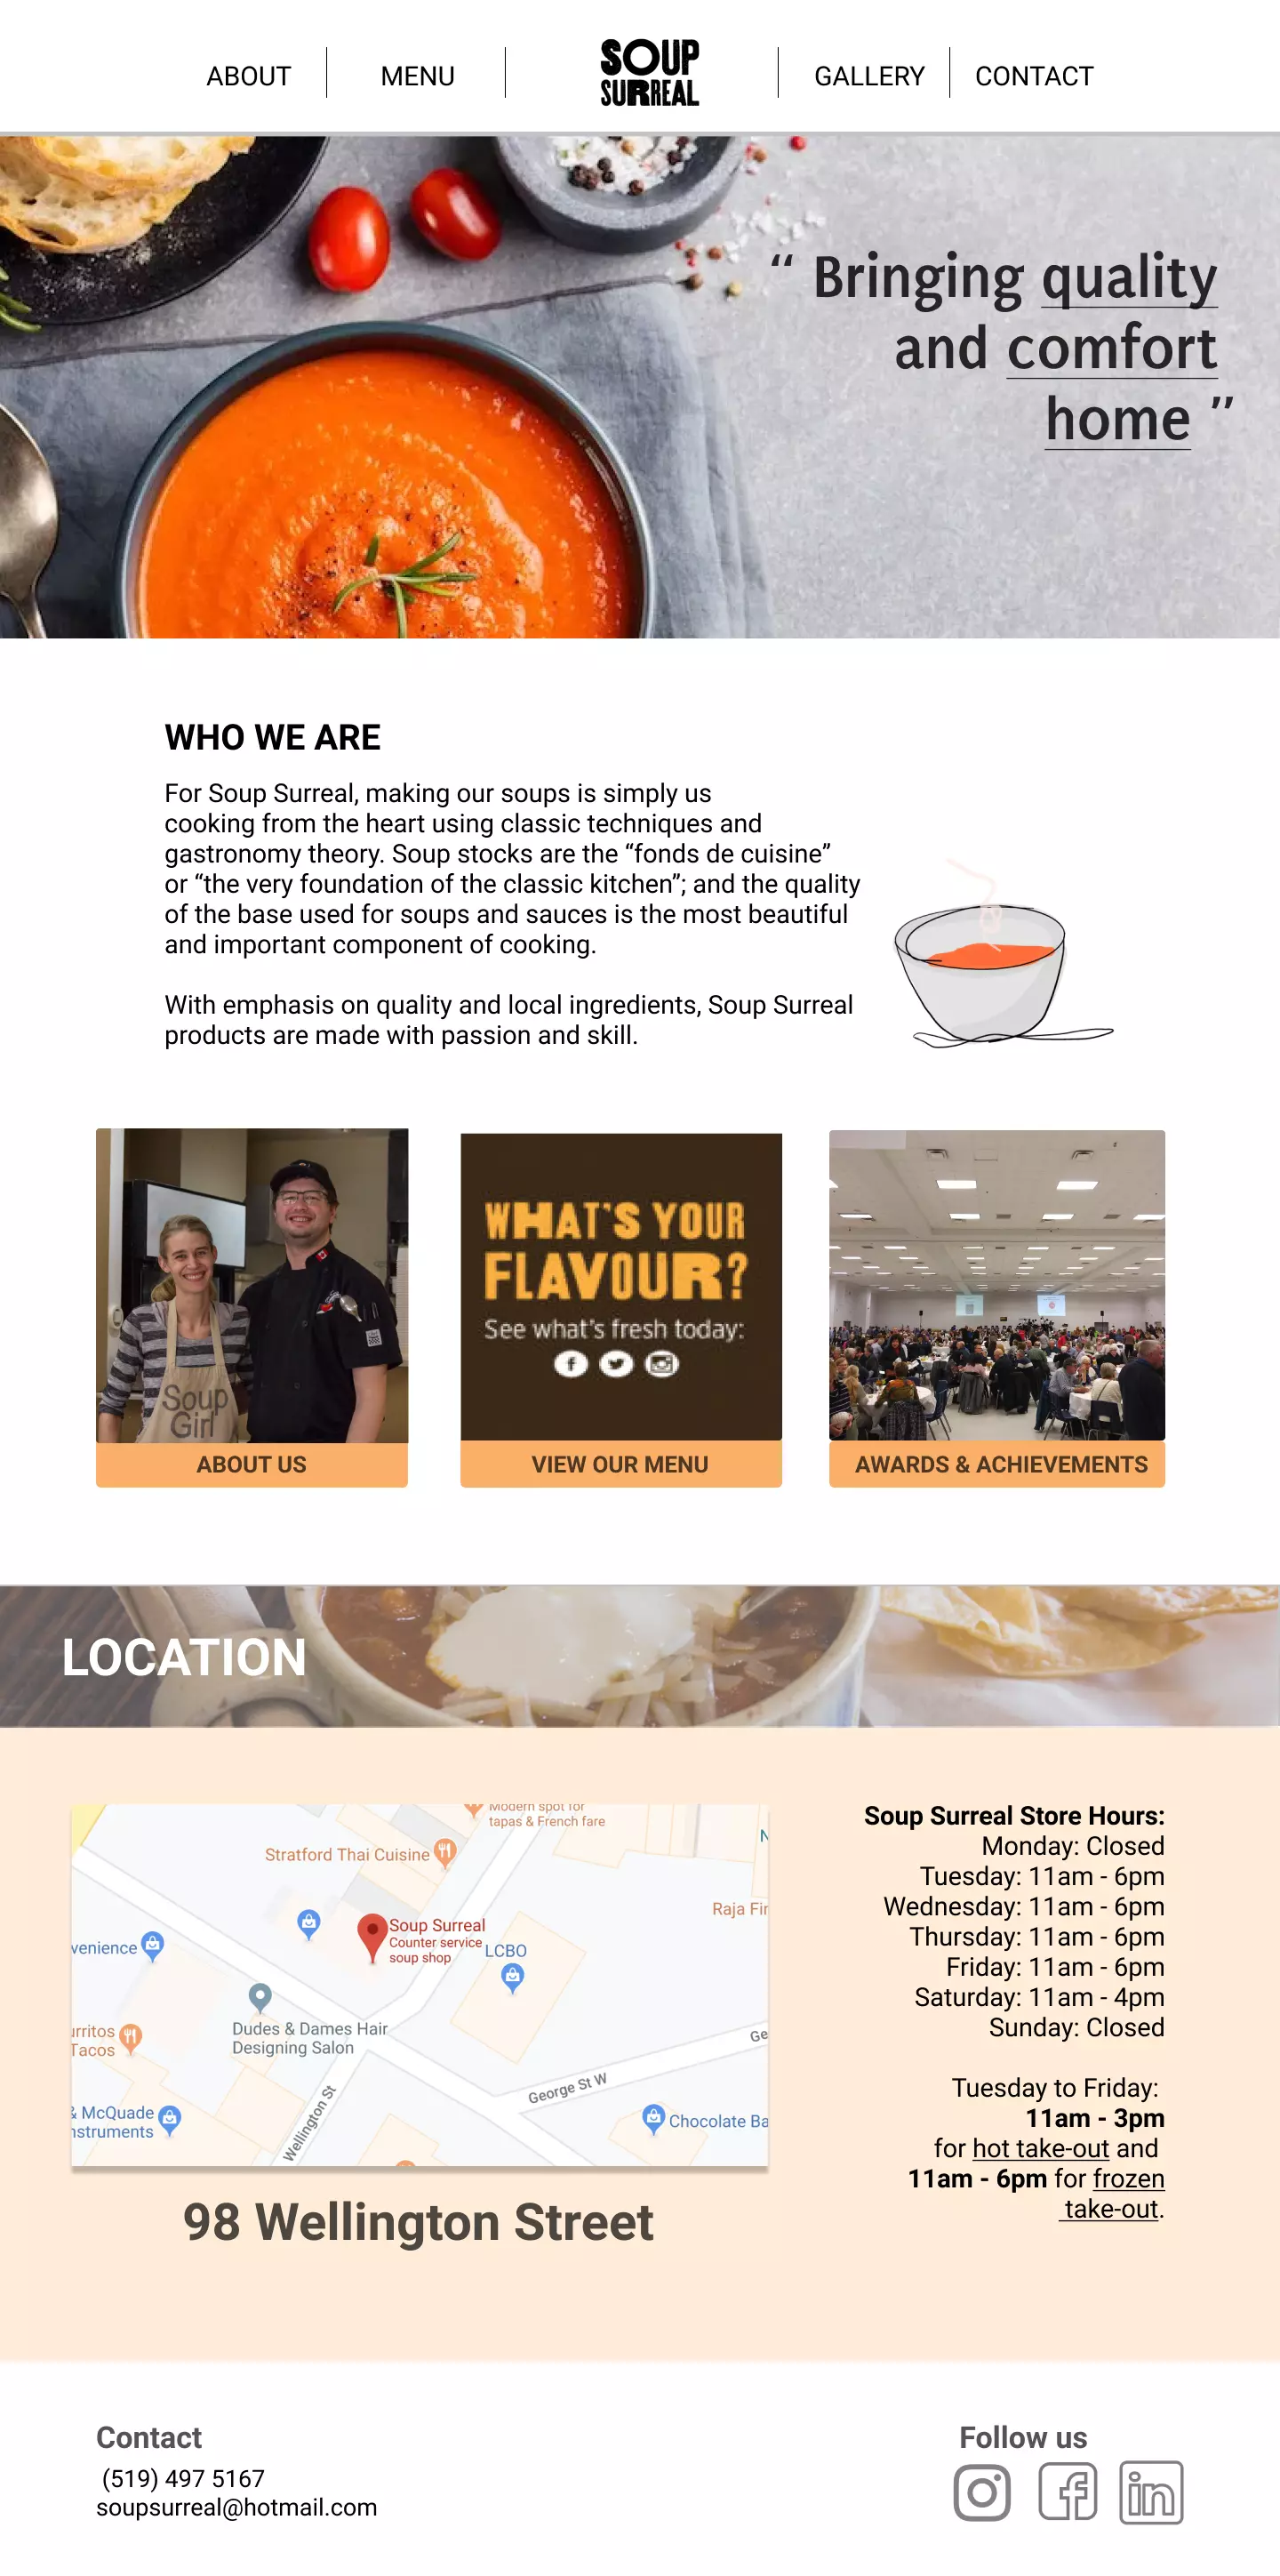 ABOUT
MENU
SOUP
SURREAL
GALLERY
CONTACT
“ Bringing quality
and comfort
home ”
WHO WE ARE
For Soup Surreal, making our soups is simply us
cooking from the heart using classic techniques and
gastronomy theory. Soup stocks are the “fonds de cuisine”
or “the very foundation of the classic kitchen”; and the quality
of the base used for soups and sauces is the most beautiful
and important component of cooking.
With emphasis on quality and local ingredients, Soup Surreal
products are made with passion and skill.
Soup
Girl
ABOUT US
WHAT'S YOUR
FLAVOUR?
See what's fresh today:
VIEW OUR MENU
AWARDS & ACHIEVEMENTS
LOCATION
Modern spot for
tapas & French fare
Stratford Thai Cuisine
Raja Fir
Soup Surreal
Counter service
soup shop
LCBO
venience
Dudes & Dames Hair
Designing Salon
urritos
Tacos
George St W
Ge
& McQuade
nstruments
Wellington St
Chocolate Ba
98 Wellington Street
Soup Surreal Store Hours:
Monday: Closed
Tuesday: 11am - 6pm
Wednesday: 11am - 6pm
Thursday: 11am - 6pm
Friday: 11am - 6pm
Saturday: 11am - 4pm
Sunday: Closed
Tuesday to Friday:
11am - 3pm
for hot take-out and
11am - 6pm for frozen
take-out.
Contact
(519) 497 5167
soupsurreal@hotmail.com
Follow us